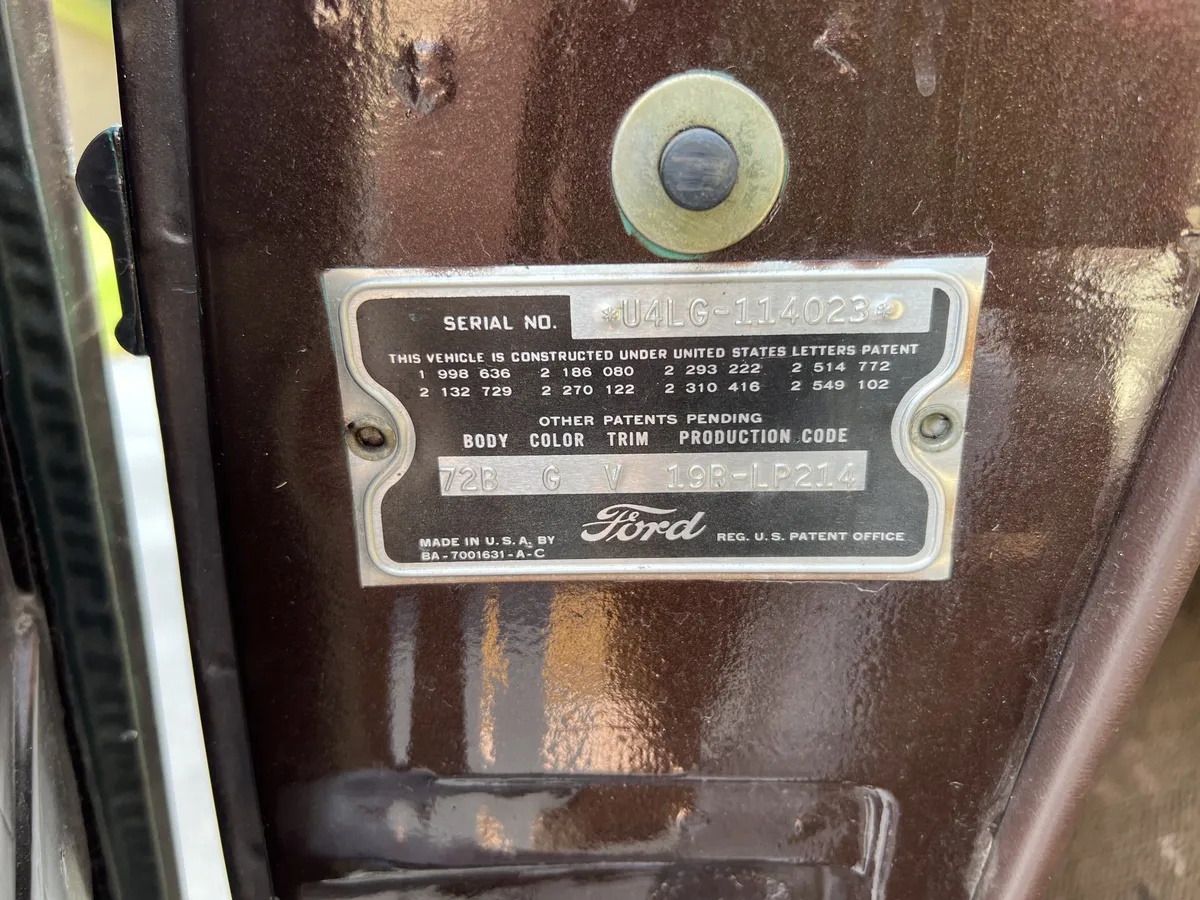 SERIAL NO. *U4LG-114023*
THIS VEHICLE IS CONSTRUCTED UNDER UNITED STATES LETTERS PATENT
1 998 636 2 186 080 2 293 222 2 514 772
2 132 729 2 270 122 2 310 416 2 549 102
OTHER PATENTS PENDING
BODY COLOR TRIM PRODUCTION CODE
72B G V 19R-LP214
MADE IN U.S.A. BY Ford REG. U.S. PATENT OFFICE
BA-7001631-A-C